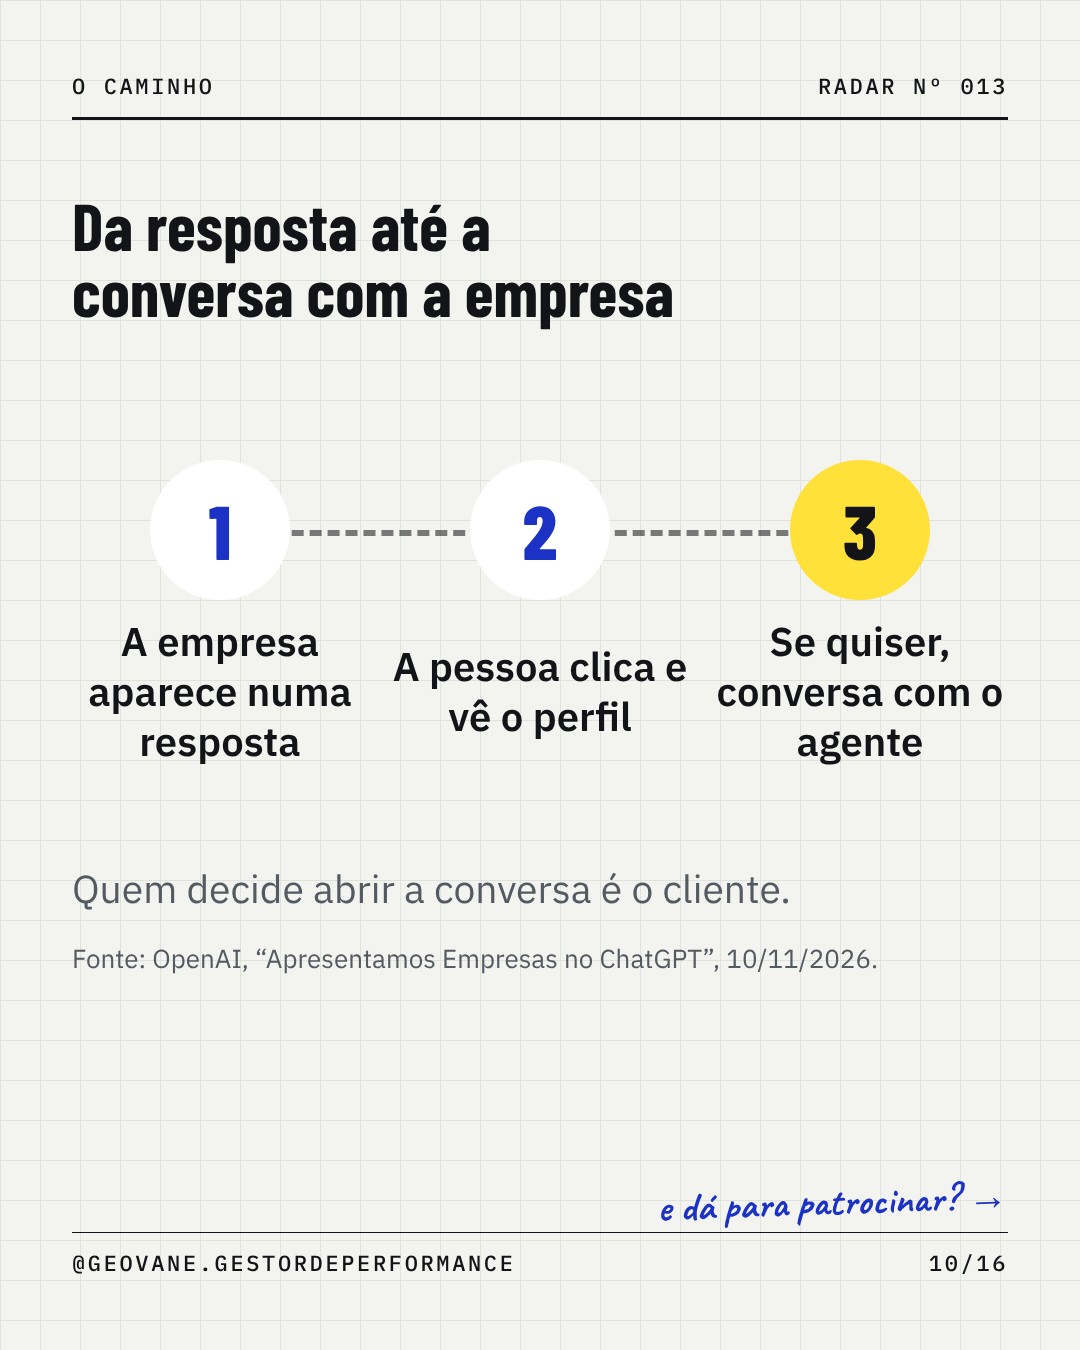 O CAMINHO
RADAR Nº 013
Da resposta até a
conversa com a empresa
1
2
3
A empresa
aparece numa
resposta
A pessoa clica e
vê o perfil
Se quiser,
conversa com o
agente
Quem decide abrir a conversa é o cliente.
Fonte: OpenAI, “Apresentamos Empresas no ChatGPT”, 10/11/2026.
e dá para patrocinar? →
@GEOVANE.GESTORDEPERFORMANCE
10/16